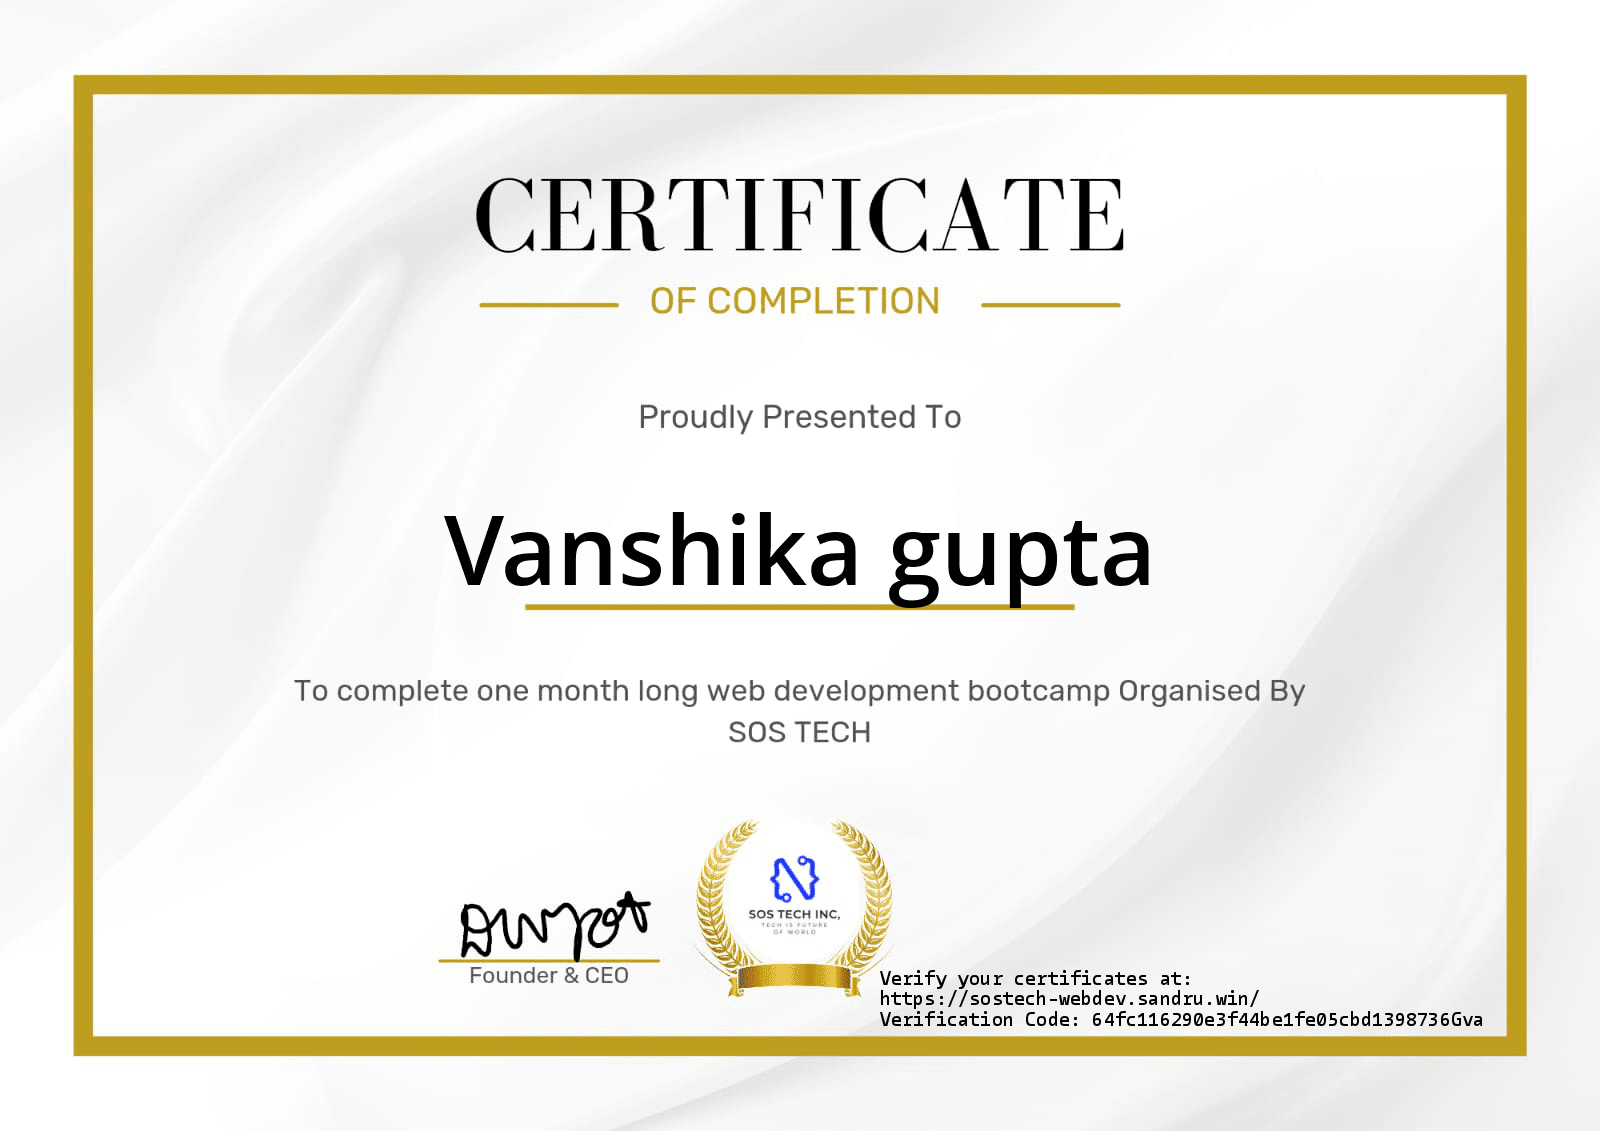 CERTIFICATE
OF COMPLETION
Proudly Presented To
Vanshika gupta
To complete one month long web development bootcamp Organised By
SOS TECH
Founder & CEO
SOS TECH INC,
TECH IS FUTURE
OF WORLD
Verify your certificates at:
https://sostech-webdev.sandru.win/
Verification Code: 64fc116290e3f44be1fe05cbd1398736Gva